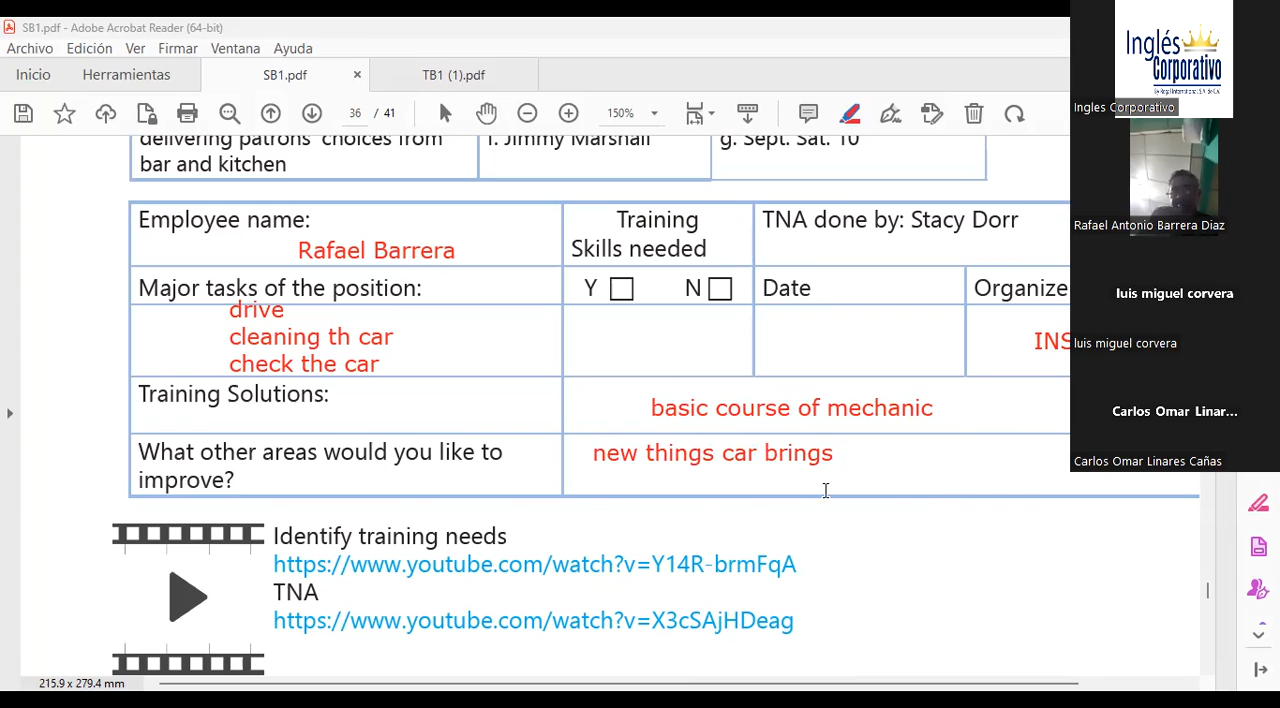 SB1.pdf - Adobe Acrobat Reader (64-bit)
Archivo Edición Ver Firmar Ventana Ayuda
Inicio Herramientas SB1.pdf × TB1 (1).pdf
36 / 41 150%
delivering patrons' choices from
bar and kitchen
f. Jimmy Marshall
g. Sept. Sat. 10
Employee name:
Rafael Barrera
Training
Skills needed
TNA done by: Stacy Dorr
Major tasks of the position:
Y N
Date
Organize
drive
cleaning th car
check the car
INS
Training Solutions:
basic course of mechanic
What other areas would you like to
improve?
new things car brings
Identify training needs
https://www.youtube.com/watch?v=Y14R-brmFqA
TNA
https://www.youtube.com/watch?v=X3cSAjHDeag
215.9 x 279.4 mm
Inglés
Corporativo
Ingles Corporativo
Rafael Antonio Barrera Diaz
luis miguel corvera
luis miguel corvera
Carlos Omar Linar...
Carlos Omar Linares Cañas